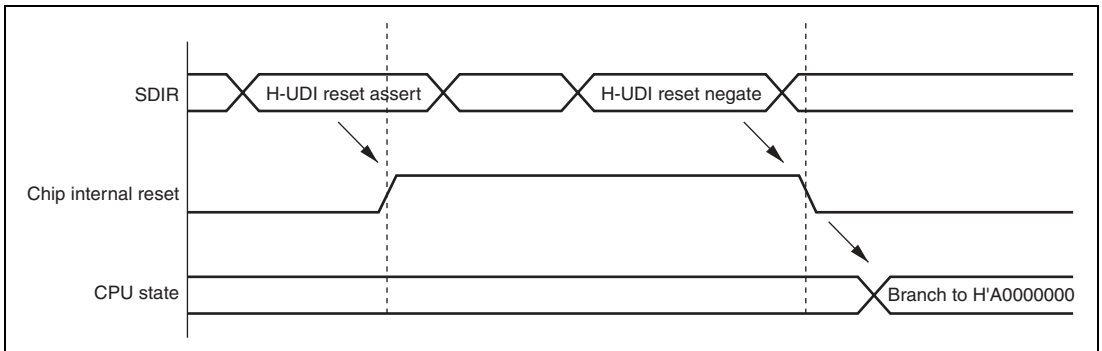 SDIR
H-UDI reset assert
H-UDI reset negate
Chip internal reset
CPU state
Branch to H'A0000000